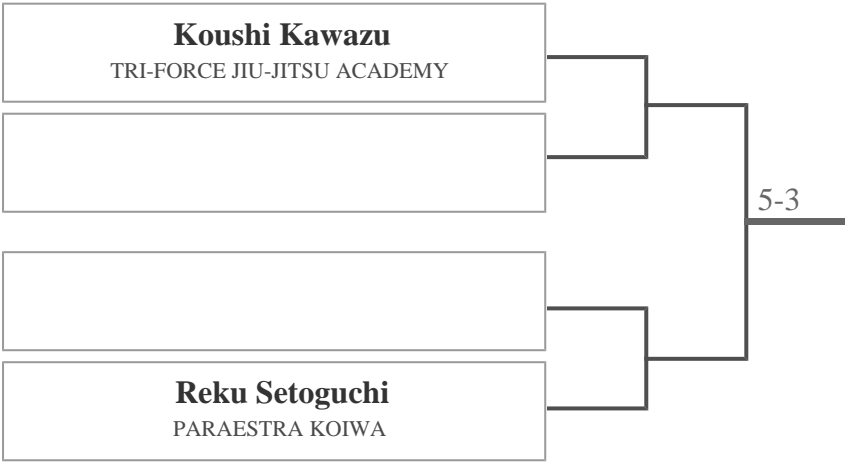 Koushi Kawazu
TRI-FORCE JIU-JITSU ACADEMY
5-3
Reku Setoguchi
PARAESTRA KOIWA